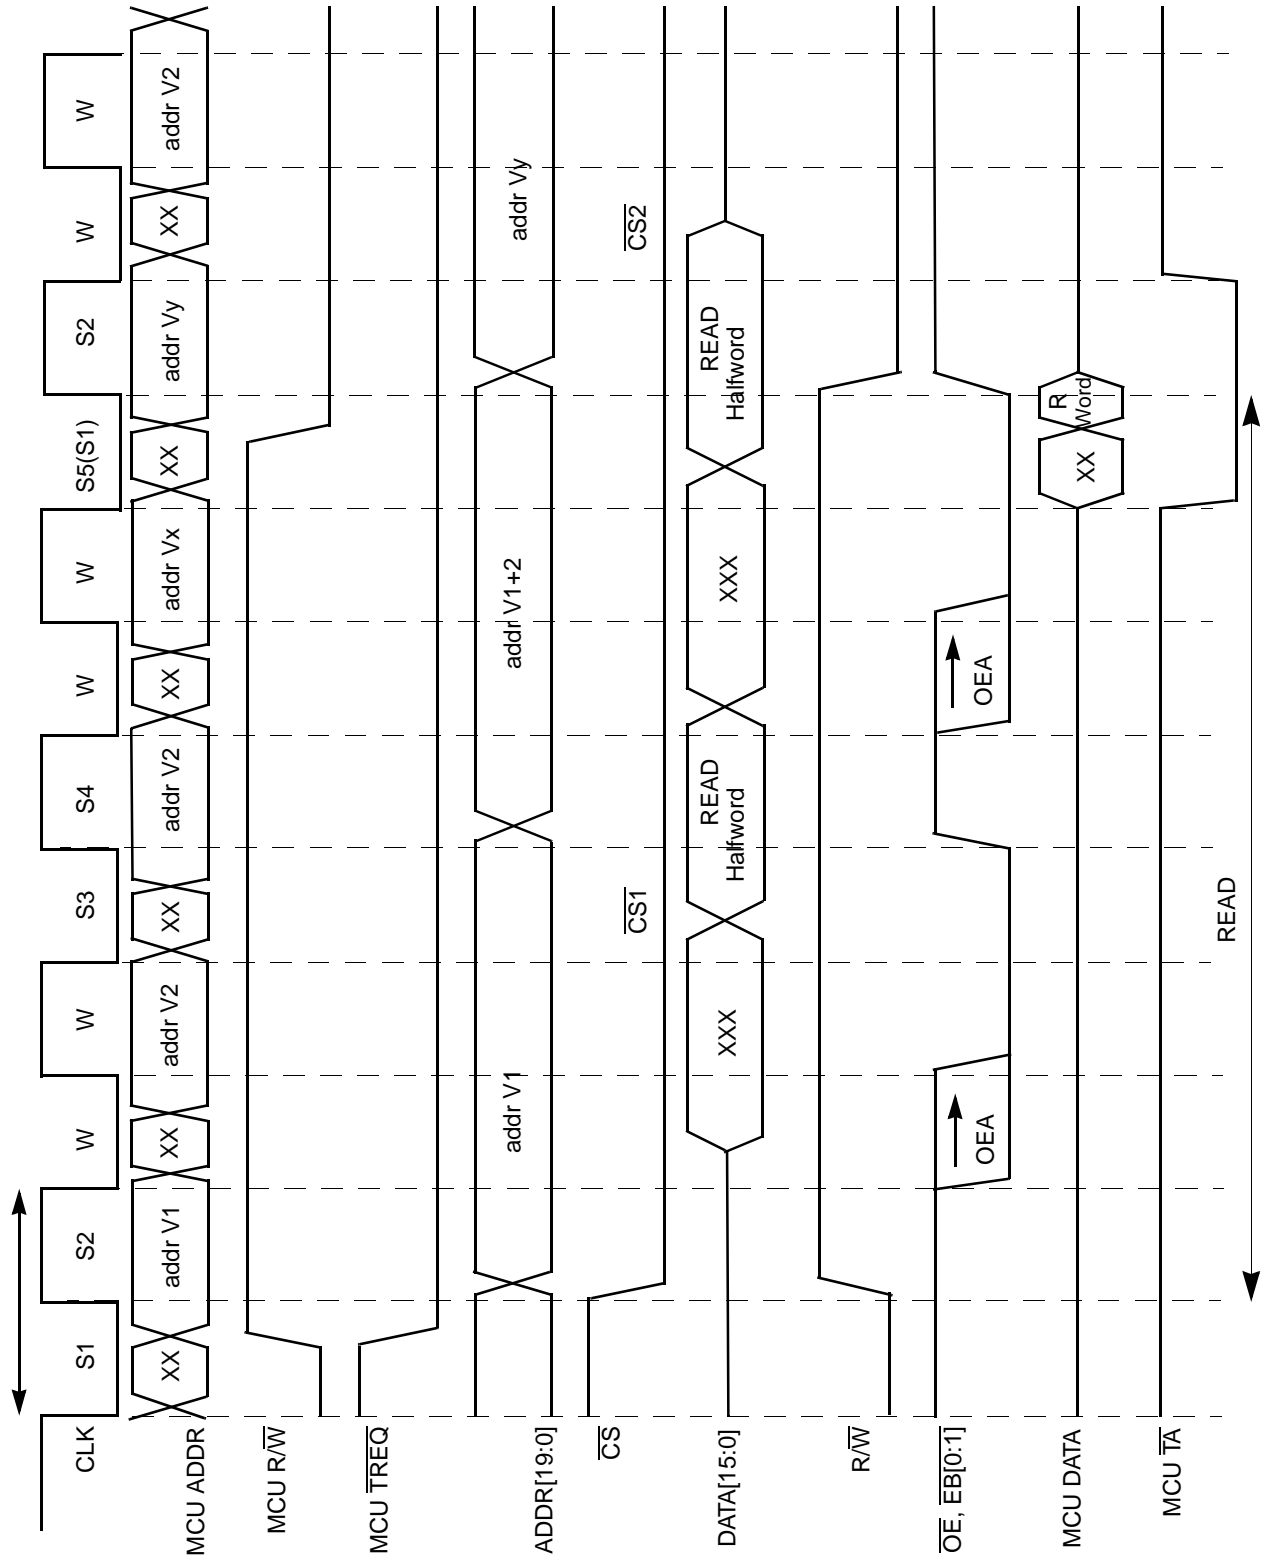 CLK S1 S2 W W S3 S4 W W S5(S1) S2 W W
MCU ADDR XX addr V1 XX addr V2 XX addr V2 XX addr Vx XX addr Vy XX addr V2
MCU R/W
MCU TREQ
ADDR[19:0] addr V1 addr V1+2 addr Vy
CS CS1 CS2
DATA[15:0] XXX READ Halfword XXX READ Halfword
R/W
OE, EB[0:1] OEA OEA
MCU DATA XX R Word
MCU TA
READ